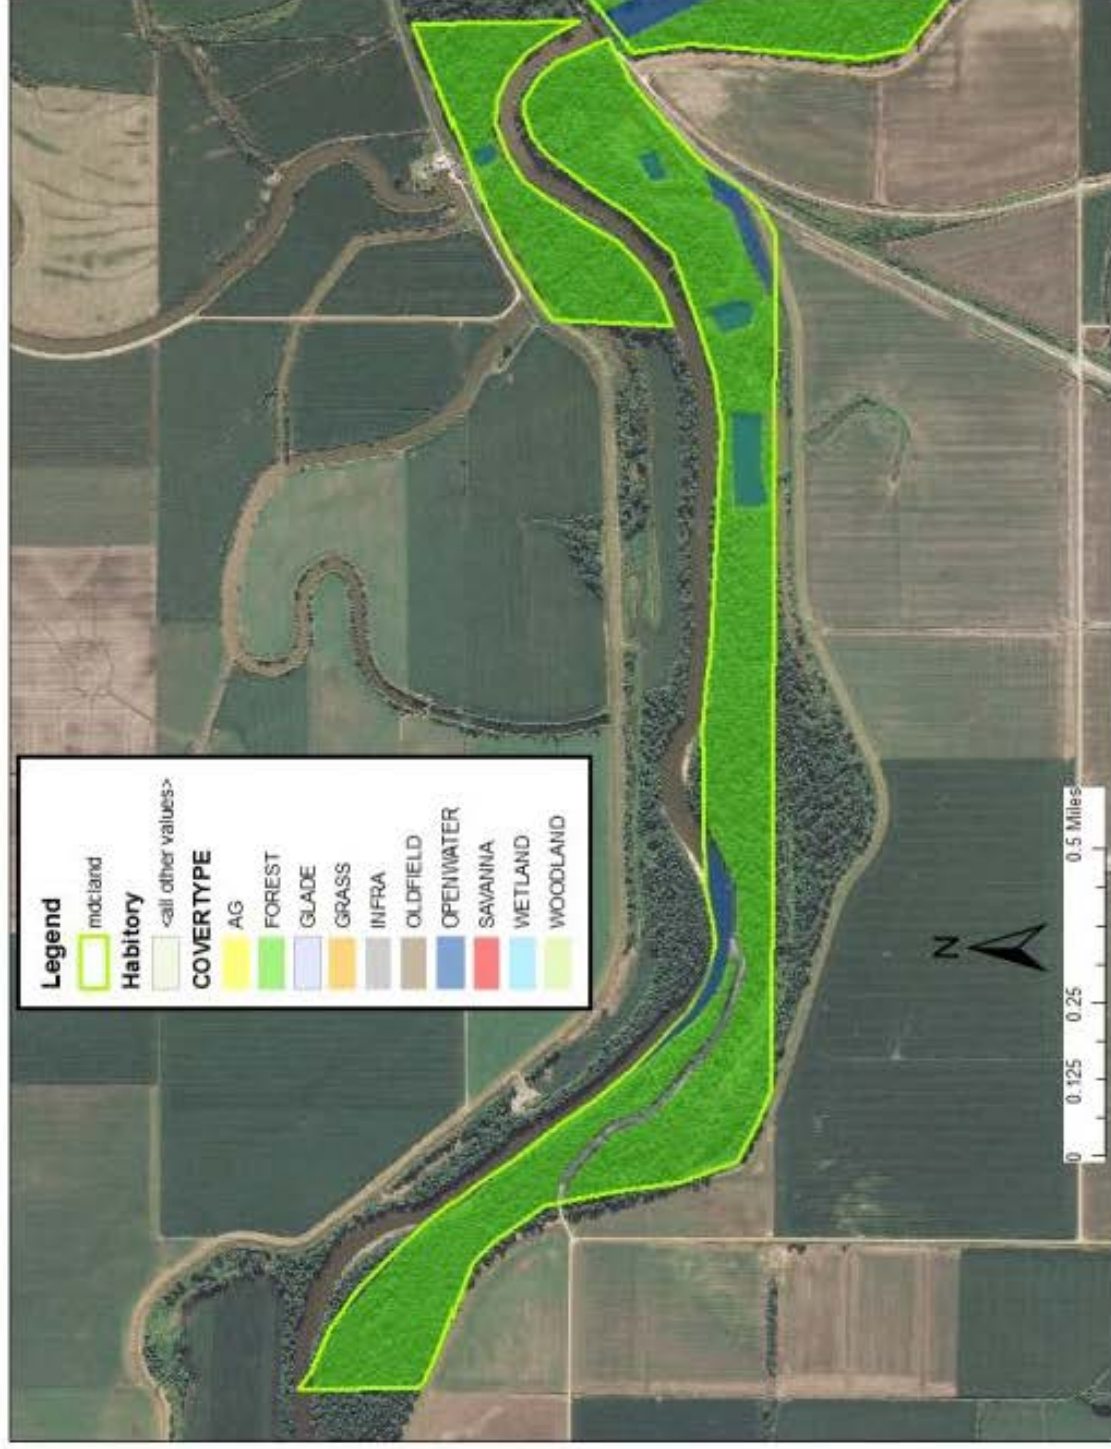 Legend
mdcland
Habitory
<all other values>
COVERTYPE
AG
FOREST
GLADE
GRASS
INFRA
OLDFIELD
OPENWATER
SAVANNA
WETLAND
WOODLAND
N
0 0.125 0.25 0.5 Miles